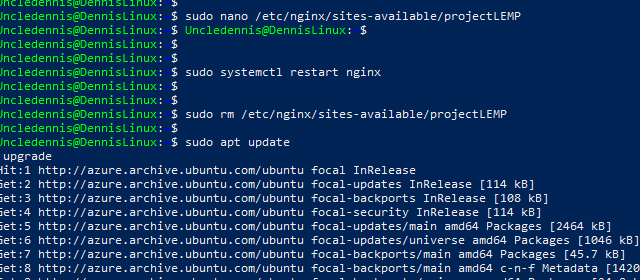 Uncledennis@DennisLinux: $ sudo nano /etc/nginx/sites-available/projectLEMP
Uncledennis@DennisLinux: $ Uncledennis@DennisLinux: $
Uncledennis@DennisLinux: $
Uncledennis@DennisLinux: $
Uncledennis@DennisLinux: $ sudo systemctl restart nginx
Uncledennis@DennisLinux: $
Uncledennis@DennisLinux: $
Uncledennis@DennisLinux: $ sudo rm /etc/nginx/sites-available/projectLEMP
Uncledennis@DennisLinux: $
Uncledennis@DennisLinux: $ sudo apt update
upgrade
Hit:1 http://azure.archive.ubuntu.com/ubuntu focal InRelease
Get:2 http://azure.archive.ubuntu.com/ubuntu focal-updates InRelease [114 kB]
Get:3 http://azure.archive.ubuntu.com/ubuntu focal-backports InRelease [108 kB]
Get:4 http://azure.archive.ubuntu.com/ubuntu focal-security InRelease [114 kB]
Get:5 http://azure.archive.ubuntu.com/ubuntu focal-updates/main amd64 Packages [2464 kB]
Get:6 http://azure.archive.ubuntu.com/ubuntu focal-updates/universe amd64 Packages [1046 kB]
Get:7 http://azure.archive.ubuntu.com/ubuntu focal-backports/main amd64 Packages [45.7 kB]
Get:8 http://azure.archive.ubuntu.com/ubuntu focal-backports/main amd64 c-n-f Metadata [142